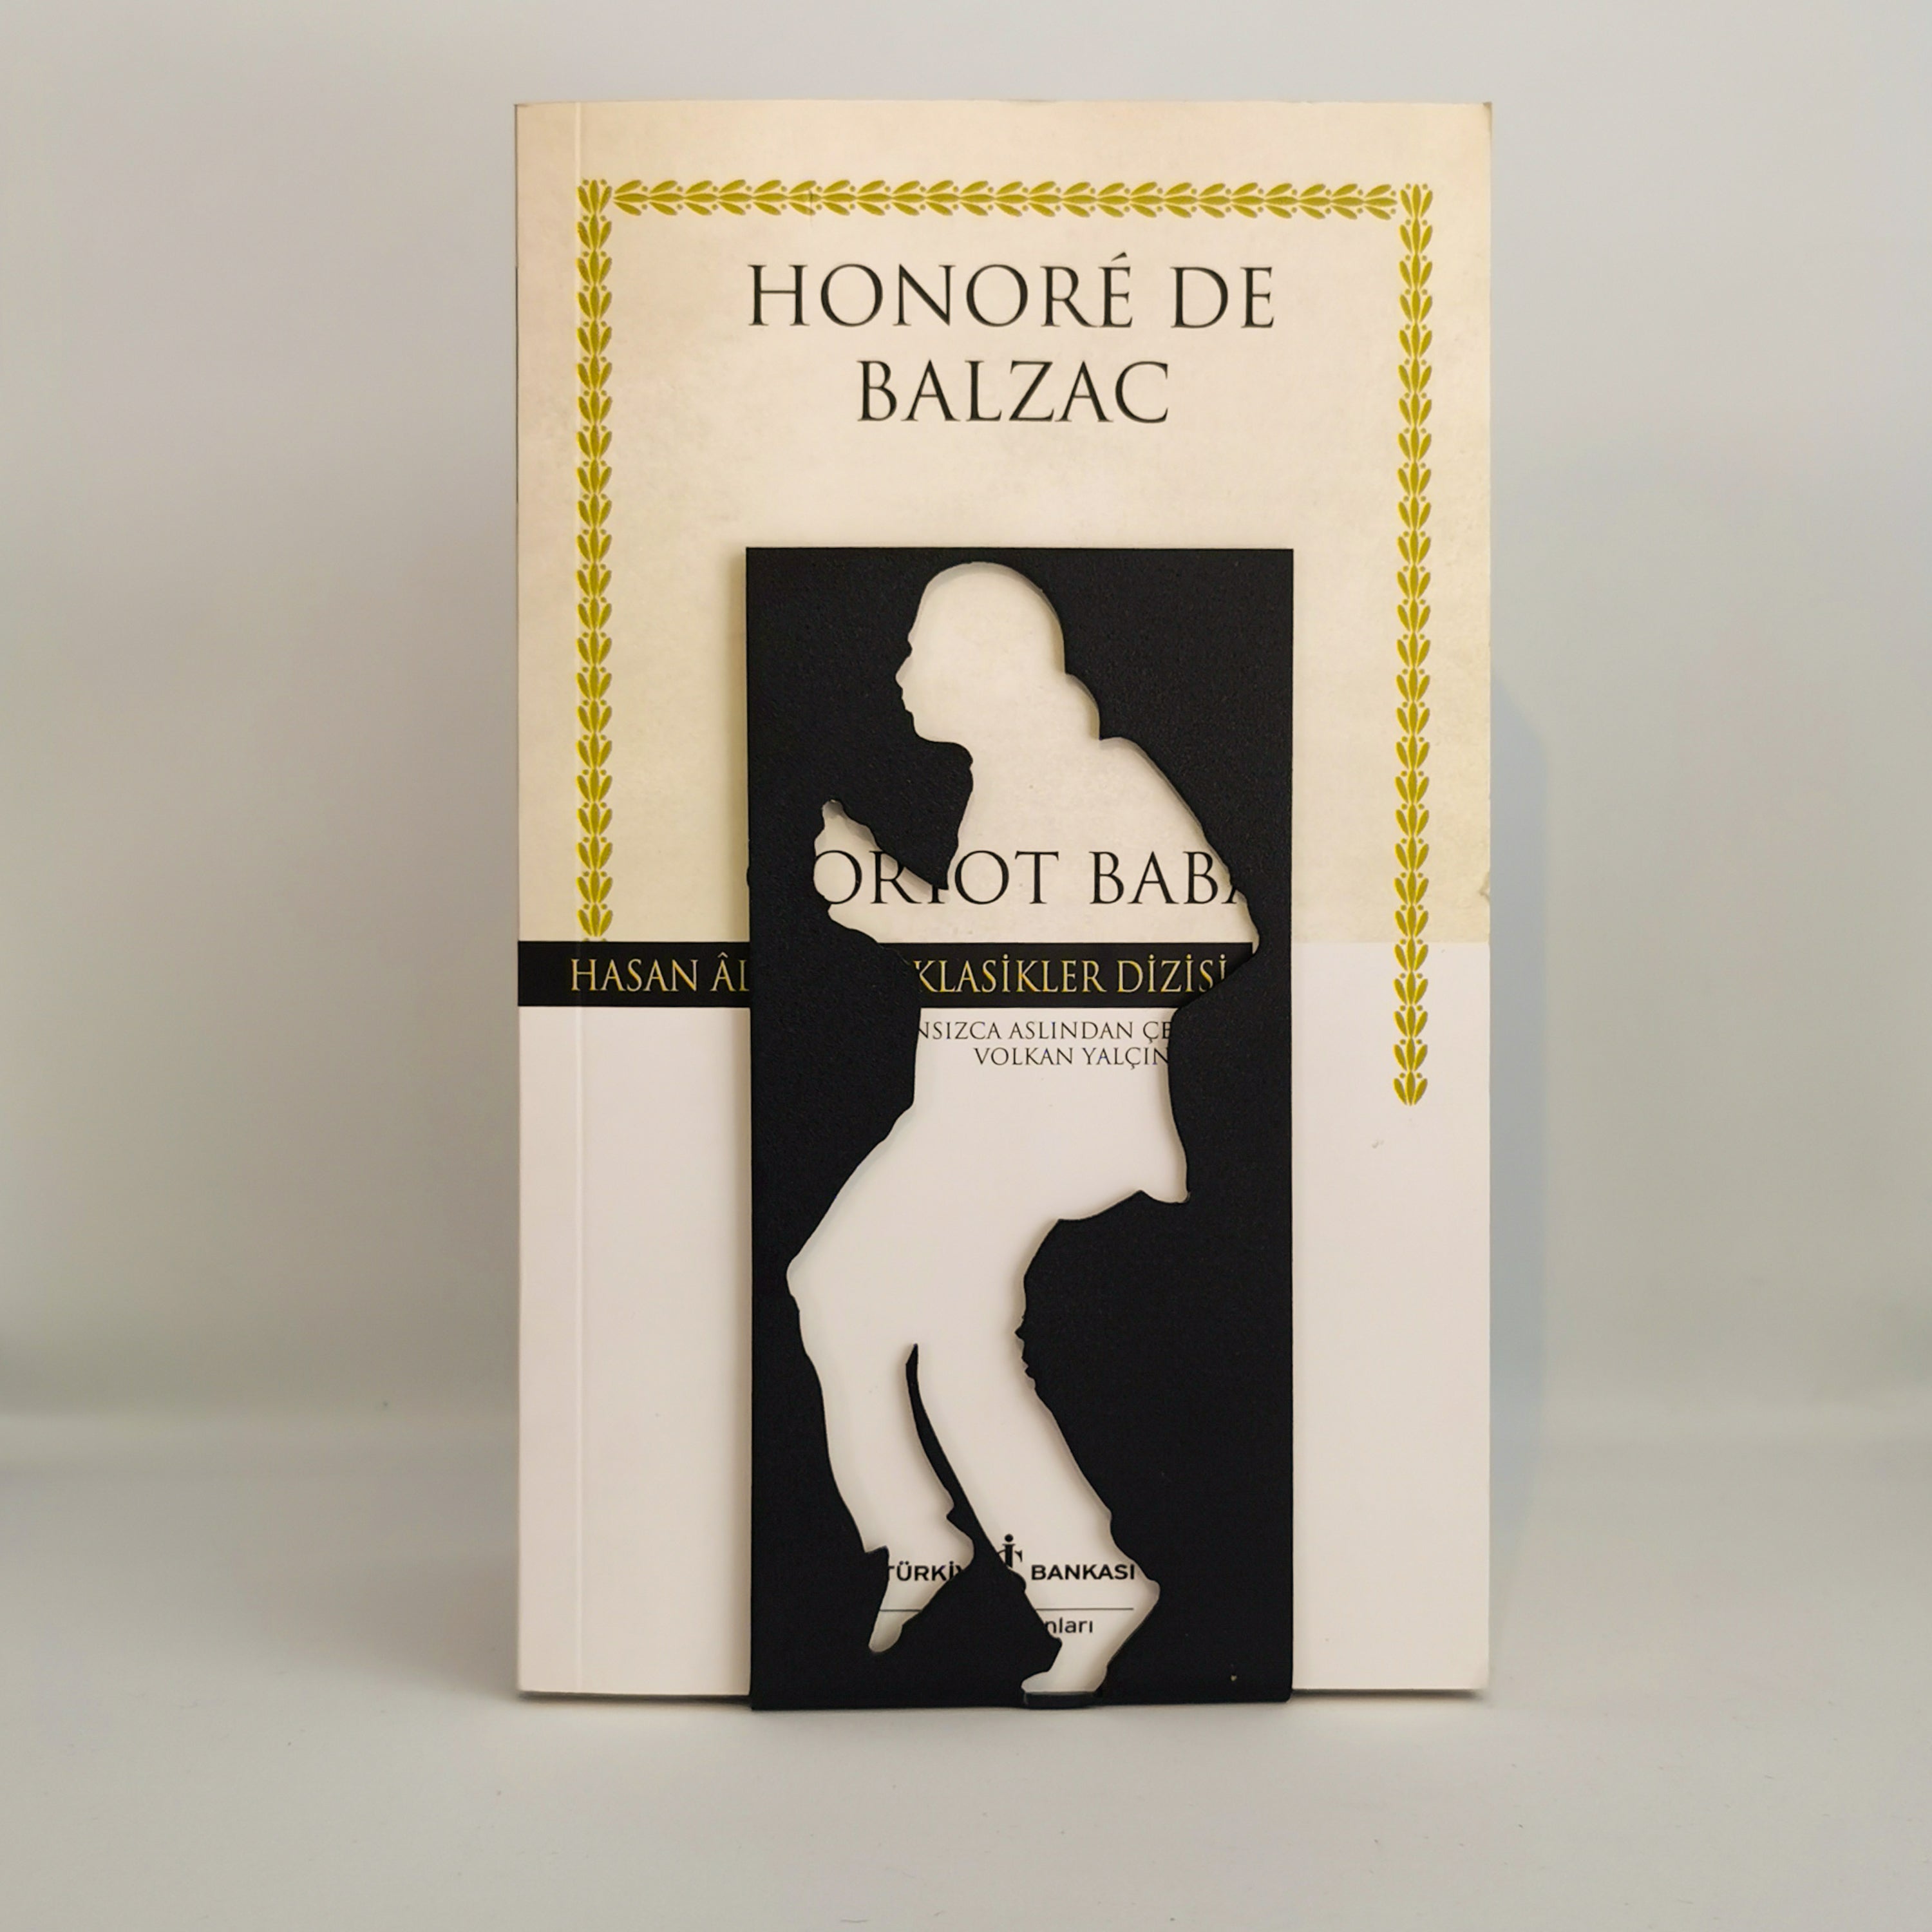 HONORÉ DE
BALZAC
ORIOT BABA
HASAN ÂL KLASİKLER DİZİSİ
NSIZCA ASLINDAN ÇE
VOLKAN YALÇIN
TÜRKİY İŞ BANKASI
nları